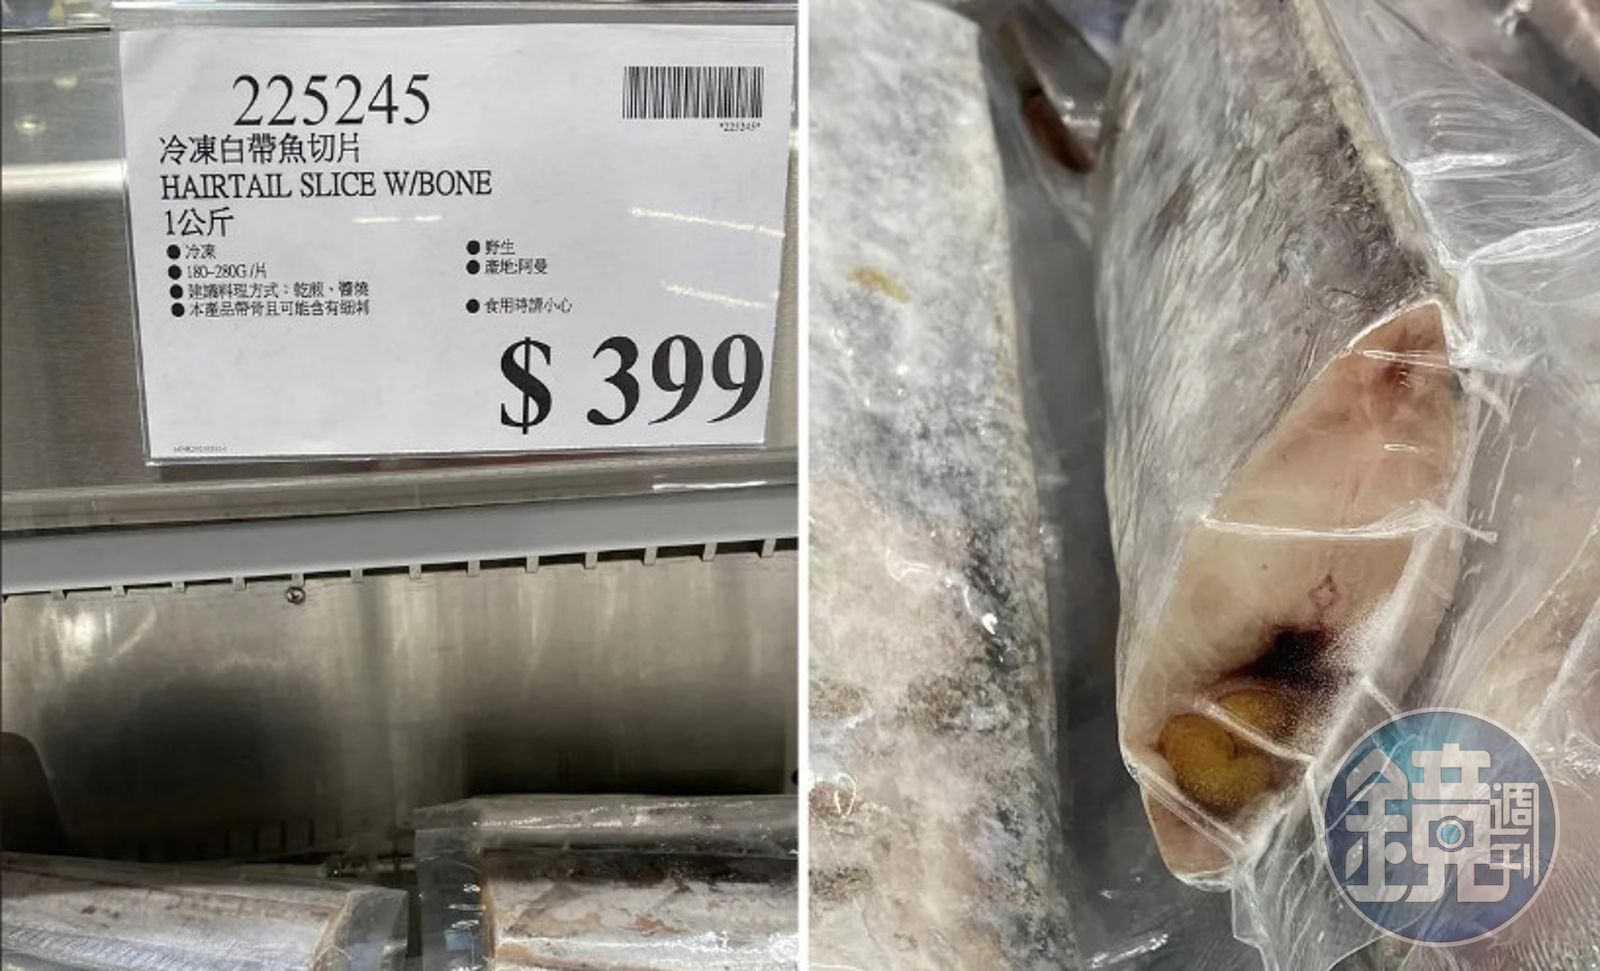 225245
*225245*
冷凍白帶魚切片
HAIRTAIL SLICE W/BONE
1公斤
● 冷凍
● 180-280G/片
● 建議料理方式：乾煎、醬燒
● 本產品帶骨且可能含有細刺
● 野生
● 產地:阿曼
● 食用時請小心
$ 399
鏡週刊